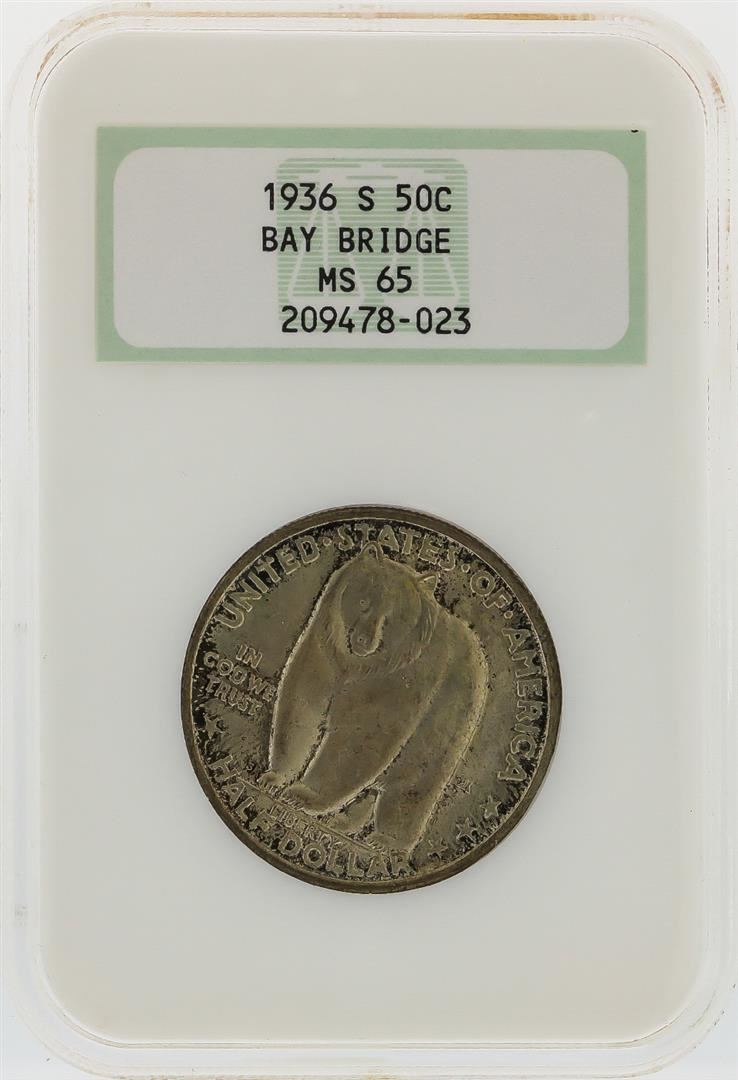 1936 S 50C
BAY BRIDGE
MS 65
209478-023
UNITED·STATES·OF·AMERICA
IN
GOD WE
TRUST
LIBERTY
HALF DOLLAR